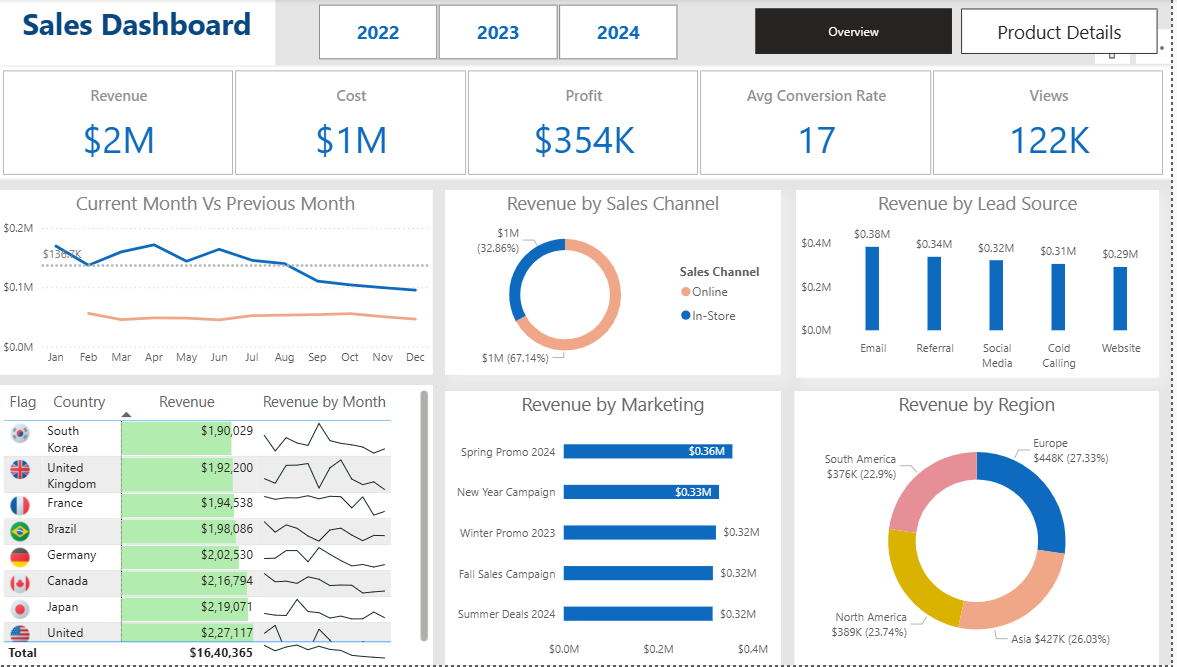 Sales Dashboard
2022
2023
2024
Overview
Product Details
Revenue
$2M
Cost
$1M
Profit
$354K
Avg Conversion Rate
17
Views
122K
Current Month Vs Previous Month
$0.2M
$0.1M
$0.0M
$136.7K
Jan Feb Mar Apr May Jun Jul Aug Sep Oct Nov Dec
Revenue by Sales Channel
$1M
(32.86%)
$1M (67.14%)
Sales Channel
Online
In-Store
Revenue by Lead Source
$0.4M
$0.2M
$0.0M
$0.38M
$0.34M
$0.32M
$0.31M
$0.29M
Email
Referral
Social
Media
Cold
Calling
Website
Flag Country Revenue Revenue by Month
South
Korea
$1,90,029
United
Kingdom
$1,92,200
France $1,94,538
Brazil $1,98,086
Germany $2,02,530
Canada $2,16,794
Japan $2,19,071
United $2,27,117
Total $16,40,365
Revenue by Marketing
Spring Promo 2024 $0.36M
New Year Campaign $0.33M
Winter Promo 2023 $0.32M
Fall Sales Campaign $0.32M
Summer Deals 2024 $0.32M
$0.0M $0.2M $0.4M
Revenue by Region
Europe
$448K (27.33%)
South America
$376K (22.9%)
North America
$389K (23.74%)
Asia $427K (26.03%)